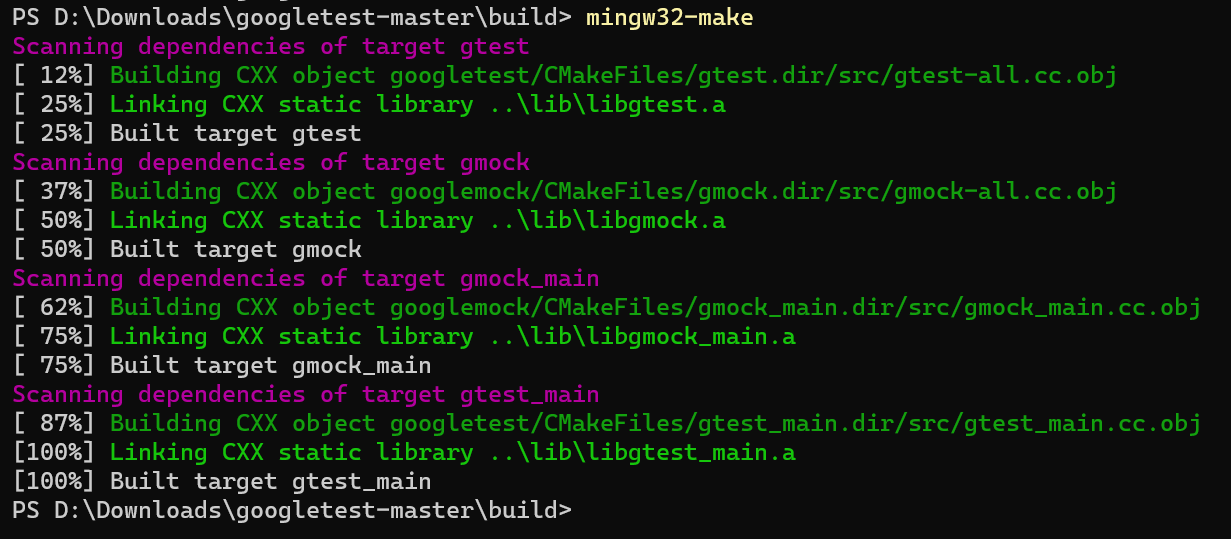 PS D:\Downloads\googletest-master\build> mingw32-make
Scanning dependencies of target gtest
[ 12%] Building CXX object googletest/CMakeFiles/gtest.dir/src/gtest-all.cc.obj
[ 25%] Linking CXX static library ..\lib\libgtest.a
[ 25%] Built target gtest
Scanning dependencies of target gmock
[ 37%] Building CXX object googlemock/CMakeFiles/gmock.dir/src/gmock-all.cc.obj
[ 50%] Linking CXX static library ..\lib\libgmock.a
[ 50%] Built target gmock
Scanning dependencies of target gmock_main
[ 62%] Building CXX object googlemock/CMakeFiles/gmock_main.dir/src/gmock_main.cc.obj
[ 75%] Linking CXX static library ..\lib\libgmock_main.a
[ 75%] Built target gmock_main
Scanning dependencies of target gtest_main
[ 87%] Building CXX object googletest/CMakeFiles/gtest_main.dir/src/gtest_main.cc.obj
[100%] Linking CXX static library ..\lib\libgtest_main.a
[100%] Built target gtest_main
PS D:\Downloads\googletest-master\build>